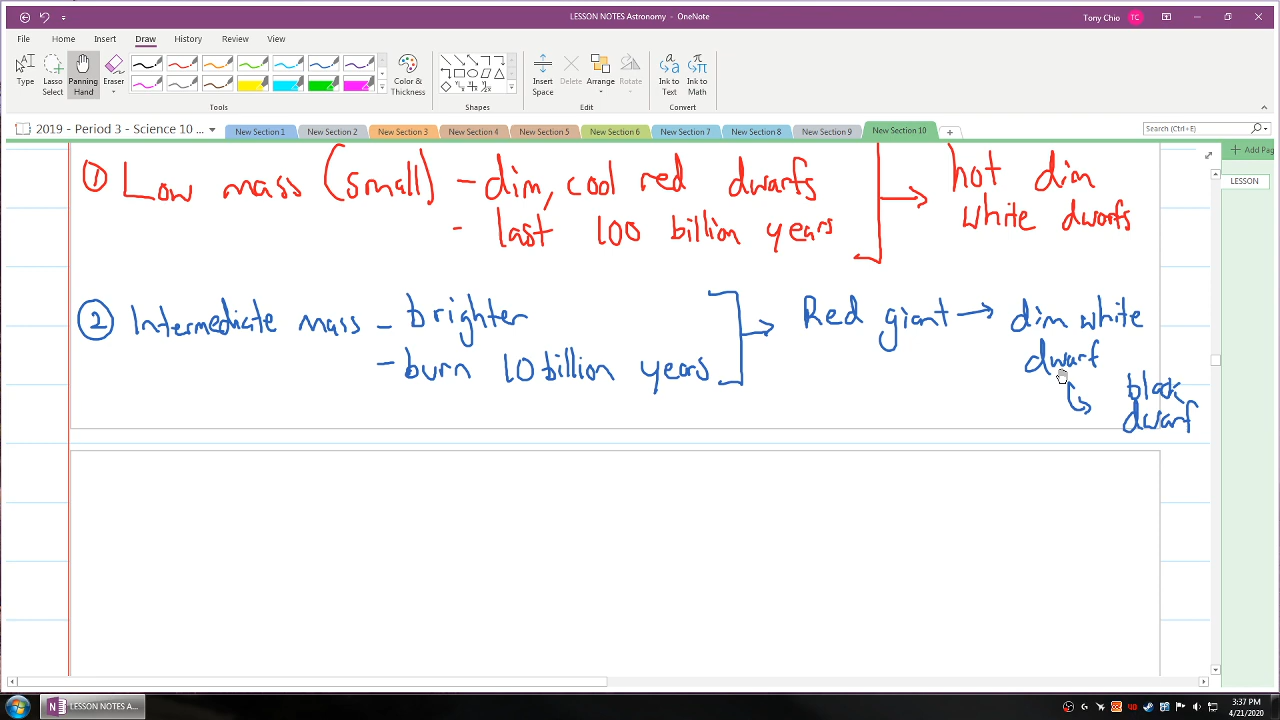 LESSON NOTES Astronomy - OneNote
Tony Chio TC
File Home Insert Draw History Review View
Type Lasso Select Panning Hand Eraser Color & Thickness Insert Space Delete Arrange Rotate Ink to Text Ink to Math
Tools Shapes Edit Convert
2019 - Period 3 - Science 10 ... New Section 1 New Section 2 New Section 3 New Section 4 New Section 5 New Section 6 New Section 7 New Section 8 New Section 9 New Section 10 Search (Ctrl+E)
Add Pag
LESSON
① Low mass (small) - dim, cool red dwarfs
- last 100 billion years
hot dim
white dwarfs
② Intermediate mass - brighter
- burn 10 billion years
Red giant → dim white
dwarf
black
dwarf
LESSON NOTES A...
3:37 PM
4/21/2020